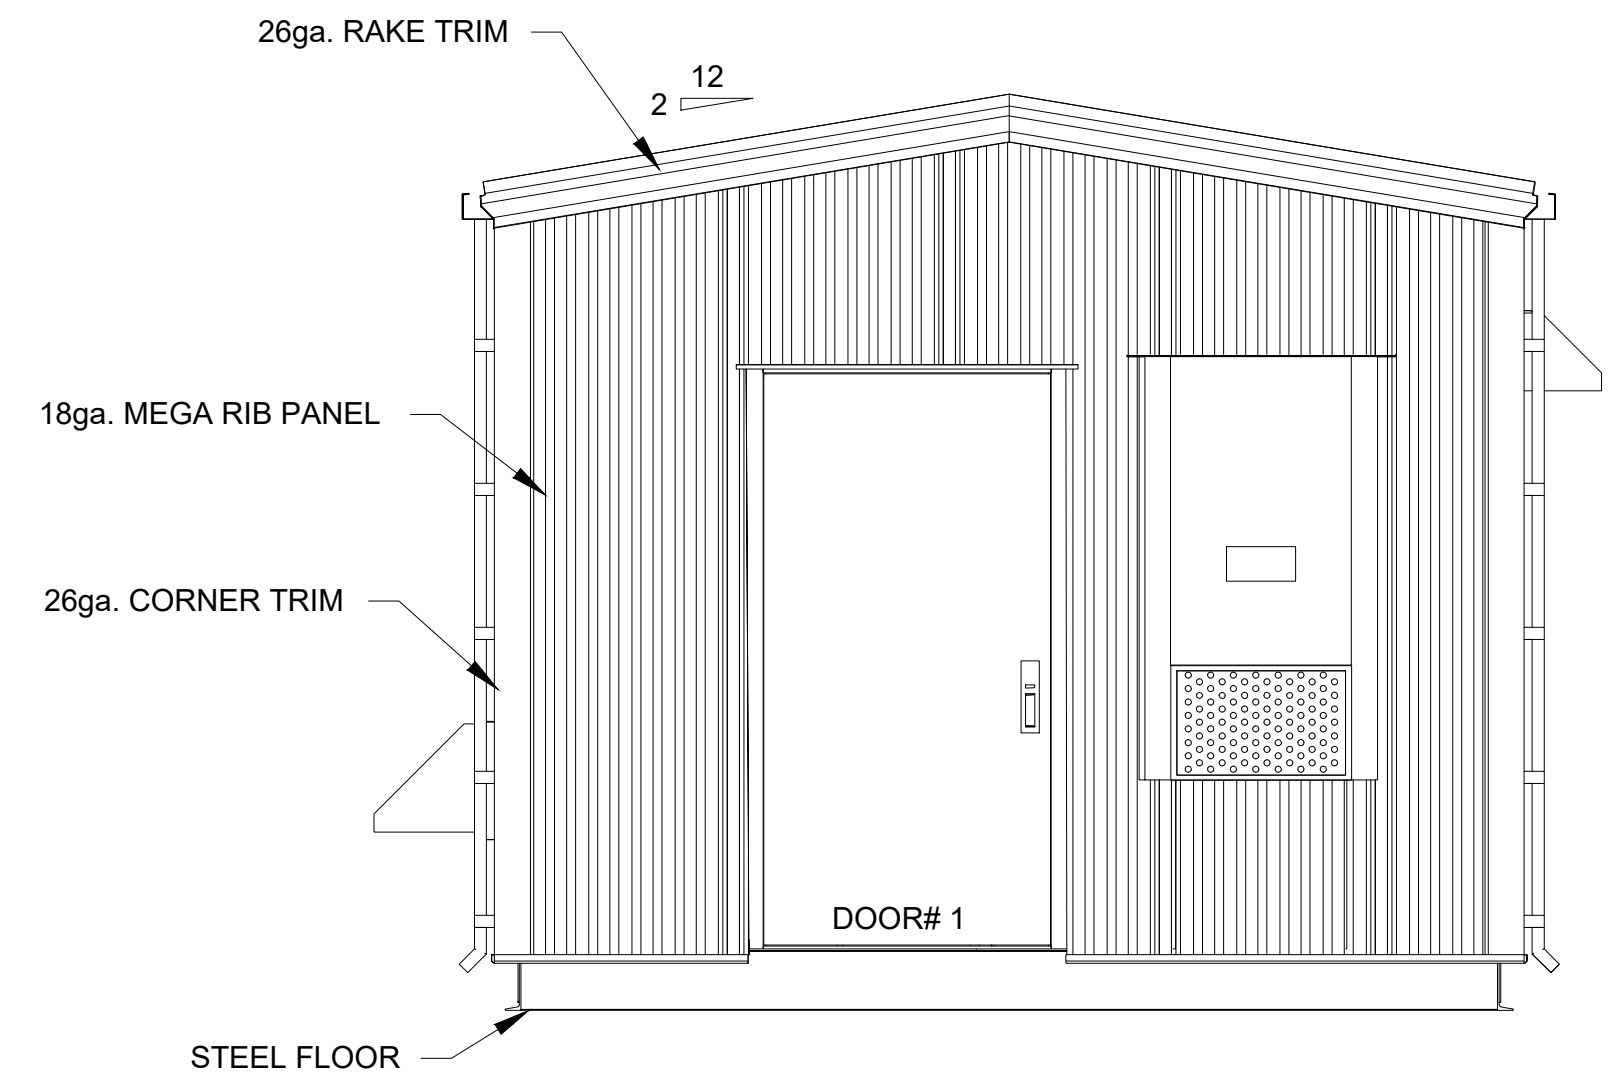 26ga. RAKE TRIM
12
2
18ga. MEGA RIB PANEL
26ga. CORNER TRIM
DOOR# 1
STEEL FLOOR